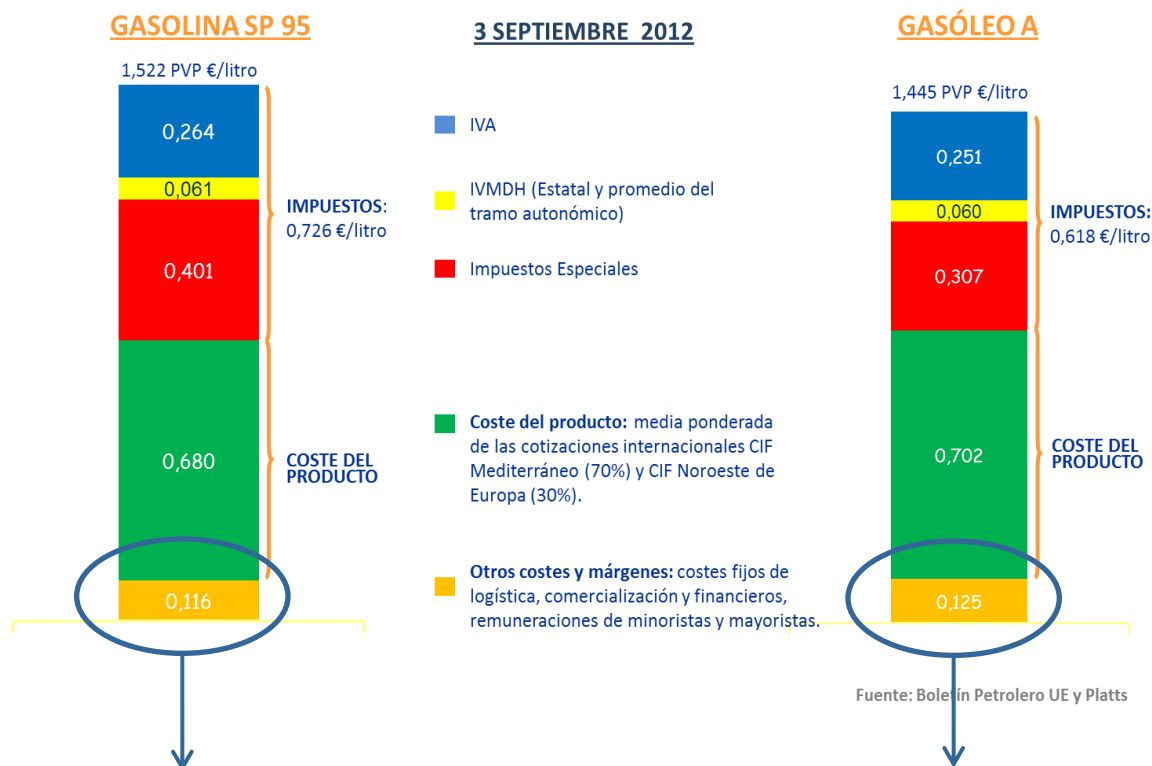 GASOLINA SP 95
3 SEPTIEMBRE 2012
GASÓLEO A
1,522 PVP €/litro
1,445 PVP €/litro
0,264
0,061
0,401
0,680
0,116
IMPUESTOS:
0,726 €/litro
COSTE DEL
PRODUCTO
IVA
IVMDH (Estatal y promedio del
tramo autonómico)
Impuestos Especiales
Coste del producto: media ponderada
de las cotizaciones internacionales CIF
Mediterráneo (70%) y CIF Noroeste de
Europa (30%).
Otros costes y márgenes: costes fijos de
logística, comercialización y financieros,
remuneraciones de minoristas y mayoristas.
0,251
0,060
0,307
0,702
0,125
IMPUESTOS:
0,618 €/litro
COSTE DEL
PRODUCTO
Fuente: Boletín Petrolero UE y Platts